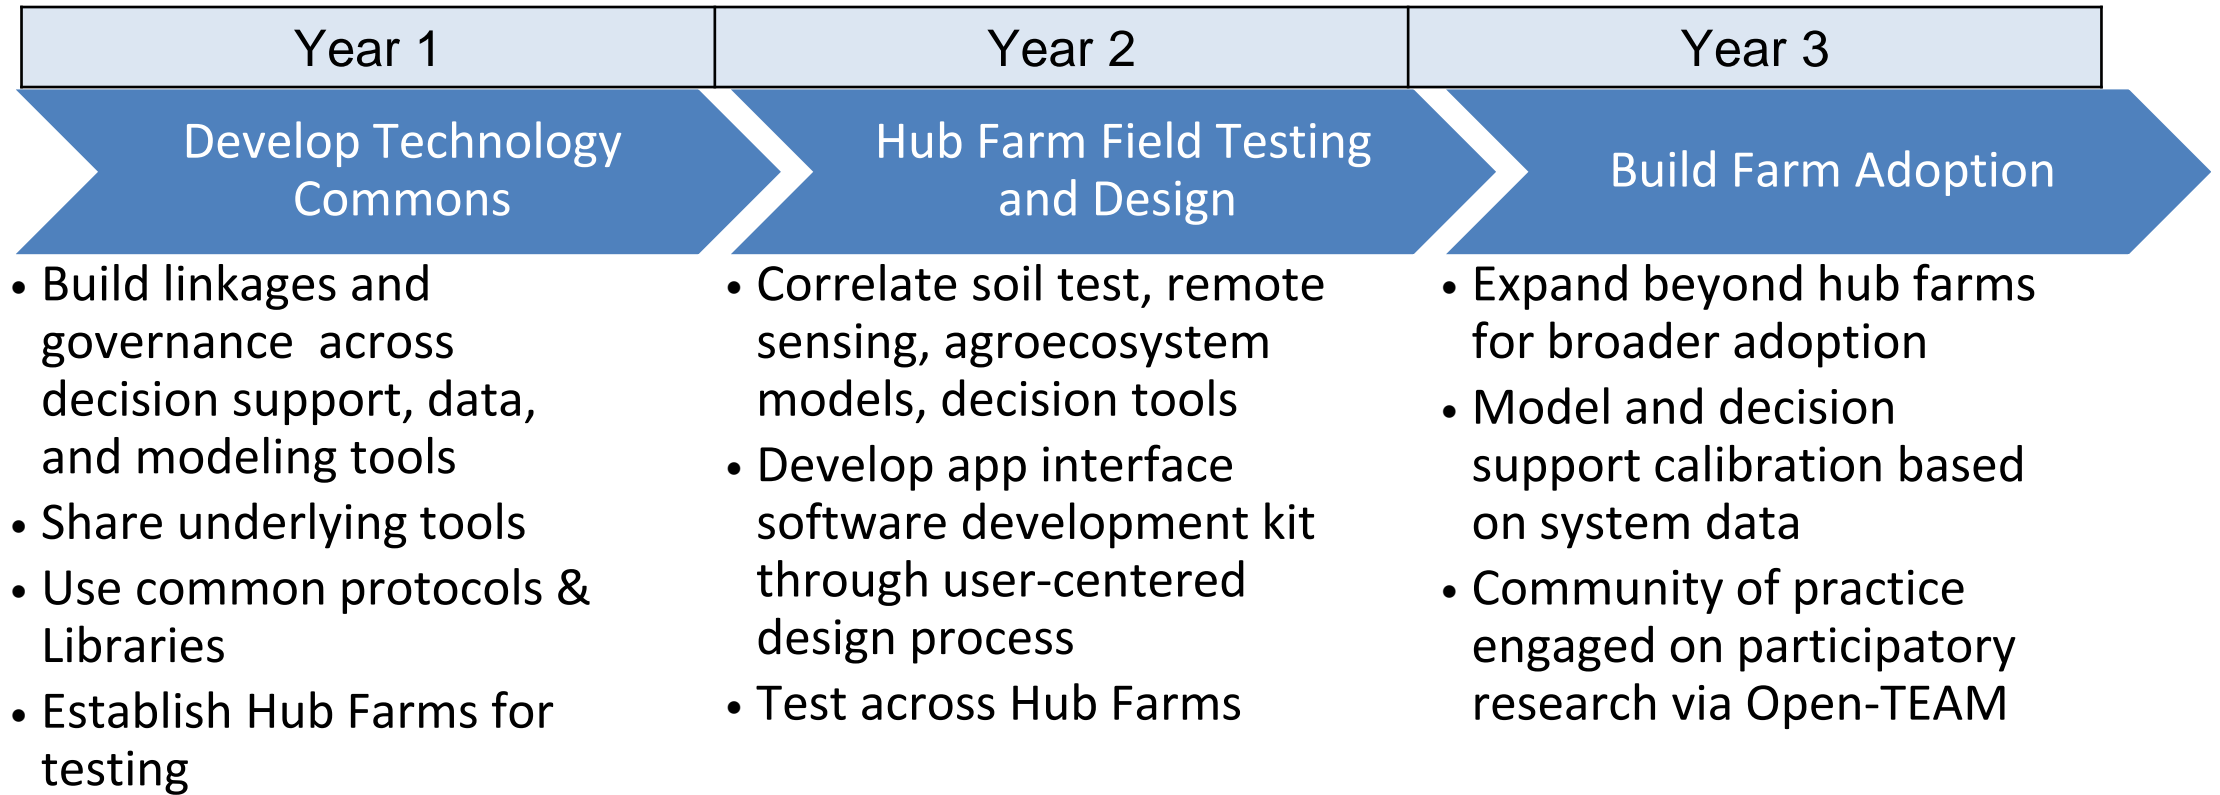 Year 1
Year 2
Year 3
Develop Technology
Commons
Hub Farm Field Testing
and Design
Build Farm Adoption
• Build linkages and
governance  across
decision support, data,
and modeling tools
• Share underlying tools
• Use common protocols &
Libraries
• Establish Hub Farms for
testing
• Correlate soil test, remote
sensing, agroecosystem
models, decision tools
• Develop app interface
software development kit
through user-centered
design process
• Test across Hub Farms
• Expand beyond hub farms
for broader adoption
• Model and decision
support calibration based
on system data
• Community of practice
engaged on participatory
research via Open-TEAM